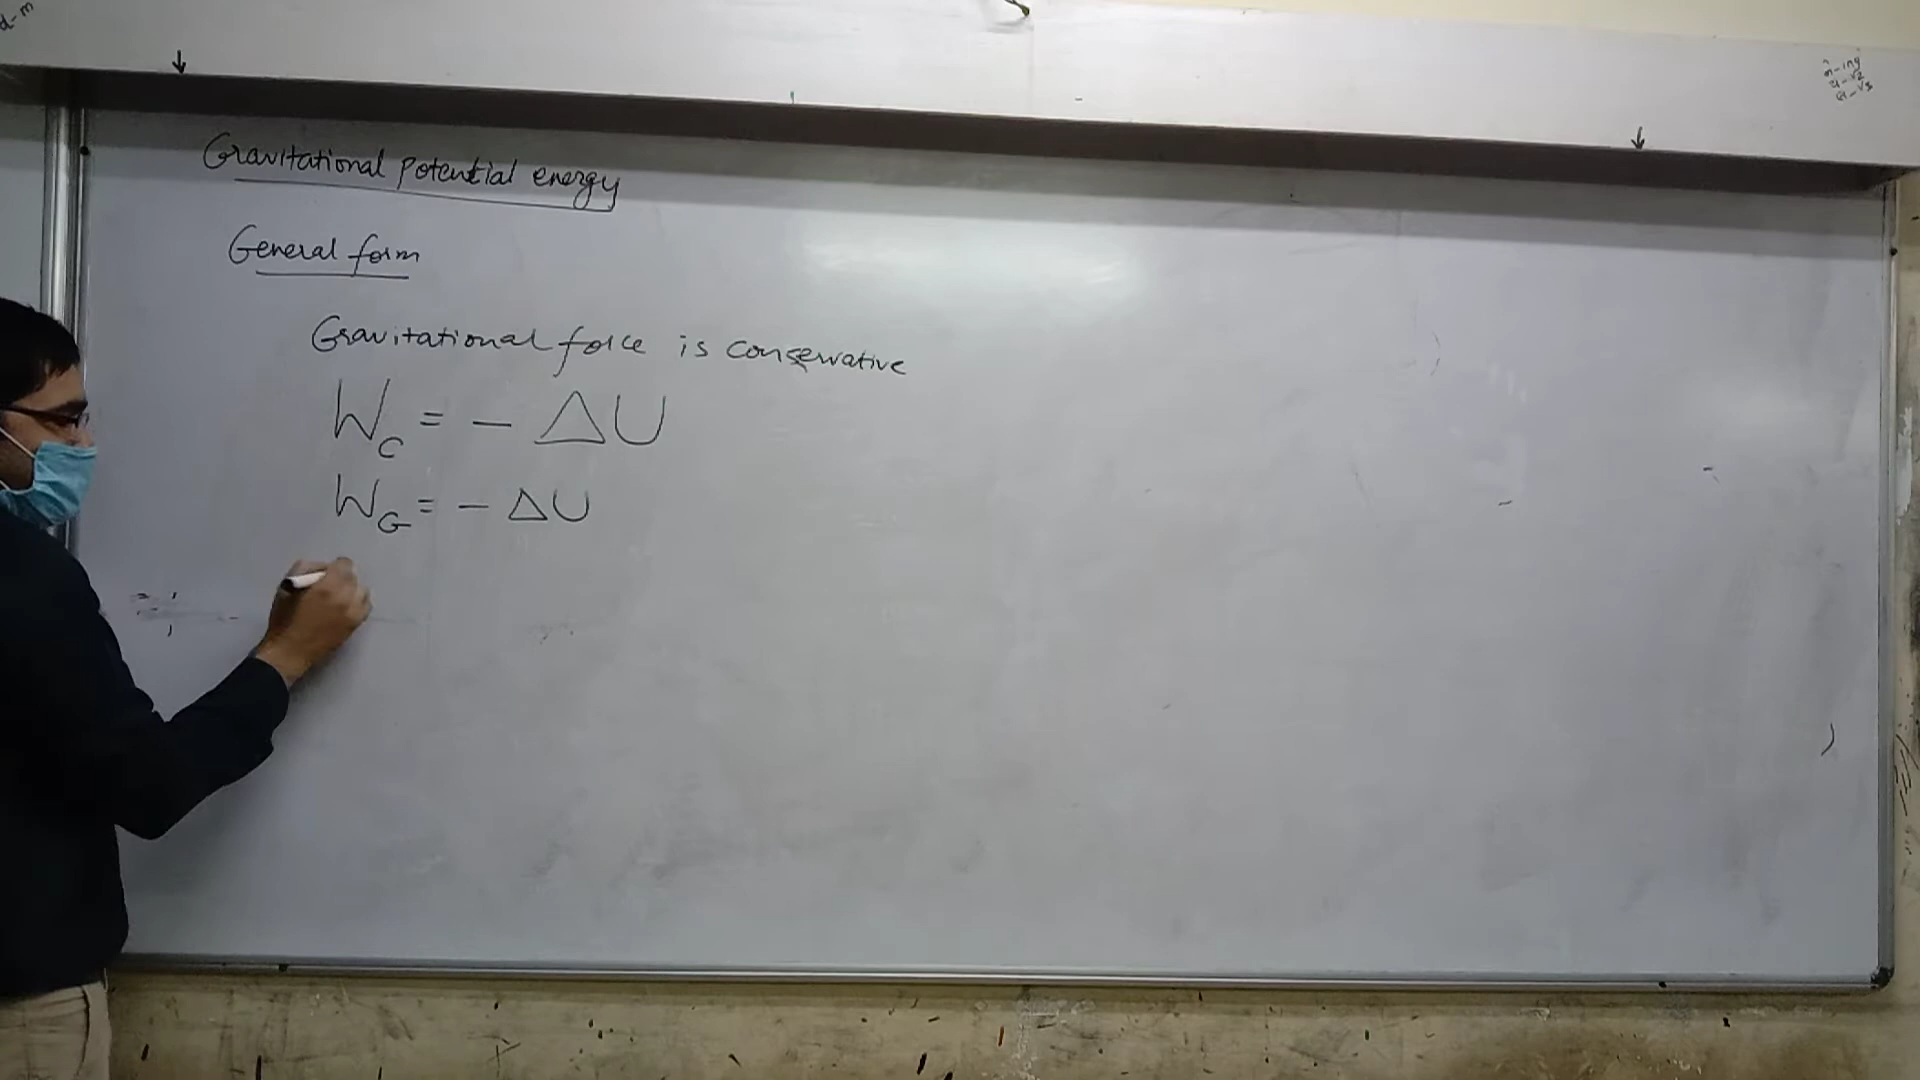 d-m
Gravitational potential energy
General form
Gravitational force is conservative
W_C = - ΔU
W_G = - ΔU